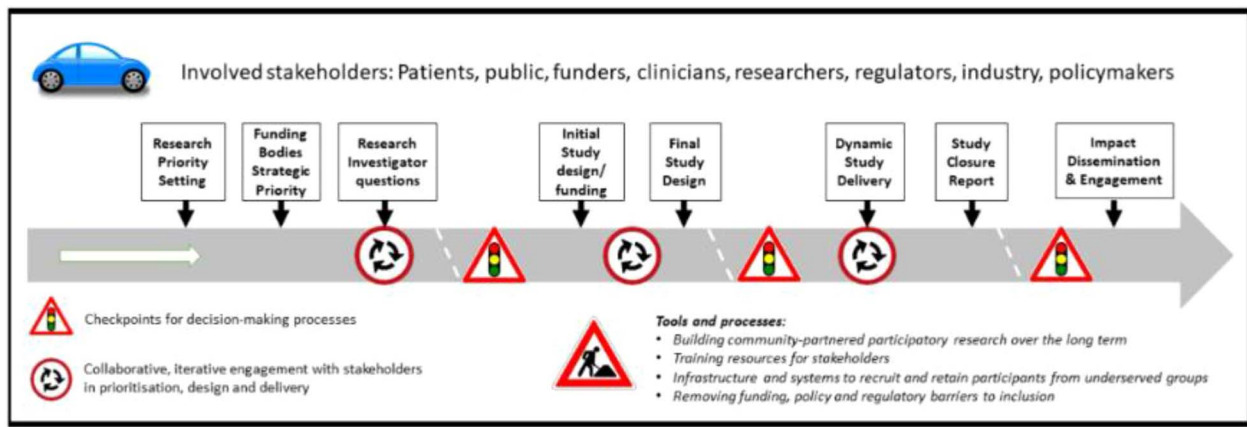 Involved stakeholders: Patients, public, funders, clinicians, researchers, regulators, industry, policymakers
Research
Priority
Setting
Funding
Bodies
Strategic
Priority
Research
Investigator
questions
Initial
Study
design/
funding
Final
Study
Design
Dynamic
Study
Delivery
Study
Closure
Report
Impact
Dissemination
& Engagement
Checkpoints for decision-making processes
Collaborative, iterative engagement with stakeholders
in prioritisation, design and delivery
Tools and processes:
• Building community-partnered participatory research over the long term
• Training resources for stakeholders
• Infrastructure and systems to recruit and retain participants from underserved groups
• Removing funding, policy and regulatory barriers to inclusion